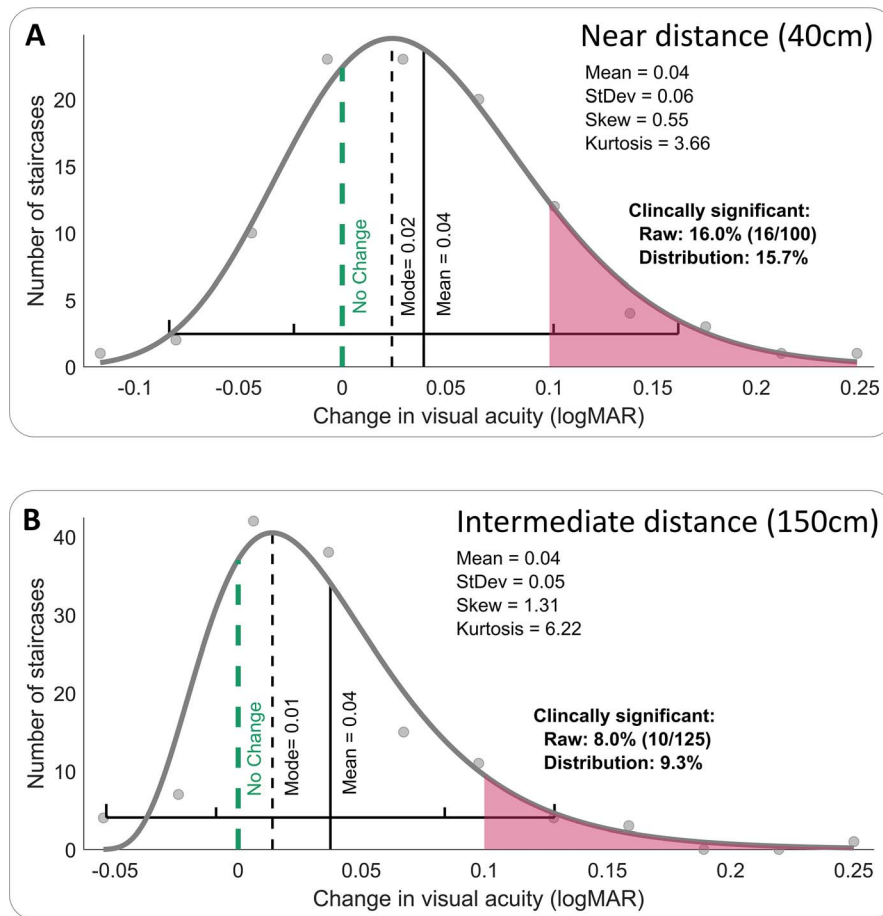 A
Near distance (40cm)
Mean = 0.04
StDev = 0.06
Skew = 0.55
Kurtosis = 3.66
Clincally significant:
Raw: 16.0% (16/100)
Distribution: 15.7%
Number of staircases
20
15
10
5
0
No Change
Mode= 0.02
Mean = 0.04
-0.1
-0.05
0
0.05
0.1
0.15
0.2
0.25
Change in visual acuity (logMAR)
B
Intermediate distance (150cm)
Mean = 0.04
StDev = 0.05
Skew = 1.31
Kurtosis = 6.22
Clincally significant:
Raw: 8.0% (10/125)
Distribution: 9.3%
Number of staircases
40
30
20
10
0
No Change
Mode= 0.01
Mean = 0.04
-0.05
0
0.05
0.1
0.15
0.2
0.25
Change in visual acuity (logMAR)